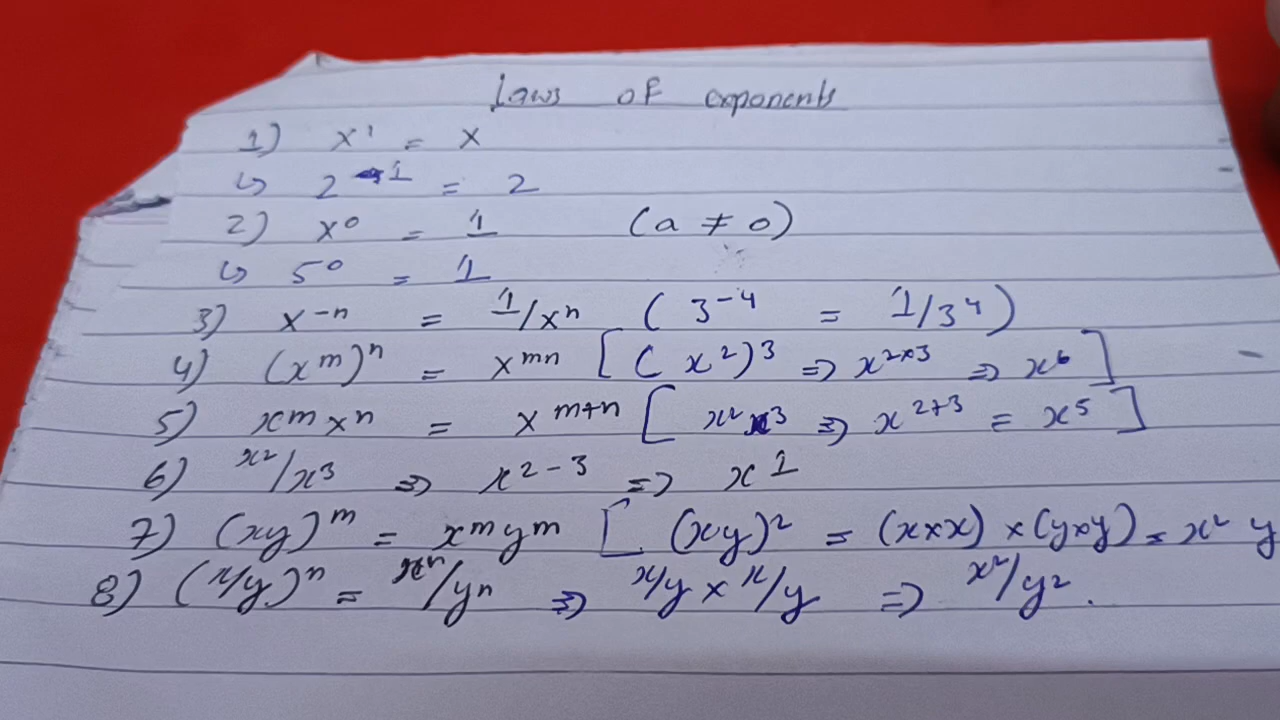 Laws of exponents
1) x¹ = x
↳ 2¹ = 2
2) x⁰ = 1 (a ≠ 0)
↳ 5⁰ = 1
3) x⁻ⁿ = 1/xⁿ ( 3⁻⁴ = 1/3⁴ )
4) (xᵐ)ⁿ = xᵐⁿ [ ( x²)³ ⇒ x²ˣ³ ⇒ x⁶ ]
5) xᵐ xⁿ = xᵐ⁺ⁿ [ x² x³ ⇒ x²⁺³ = x⁵ ]
6) x²/x³ ⇒ x²⁻³ ⇒ x¹
7) (xy)ᵐ = xᵐyᵐ [ (xy)² = (x×x) × (y×y) = x² y
8) (x/y)ⁿ = xⁿ/yⁿ ⇒ x/y × x/y ⇒ x²/y².